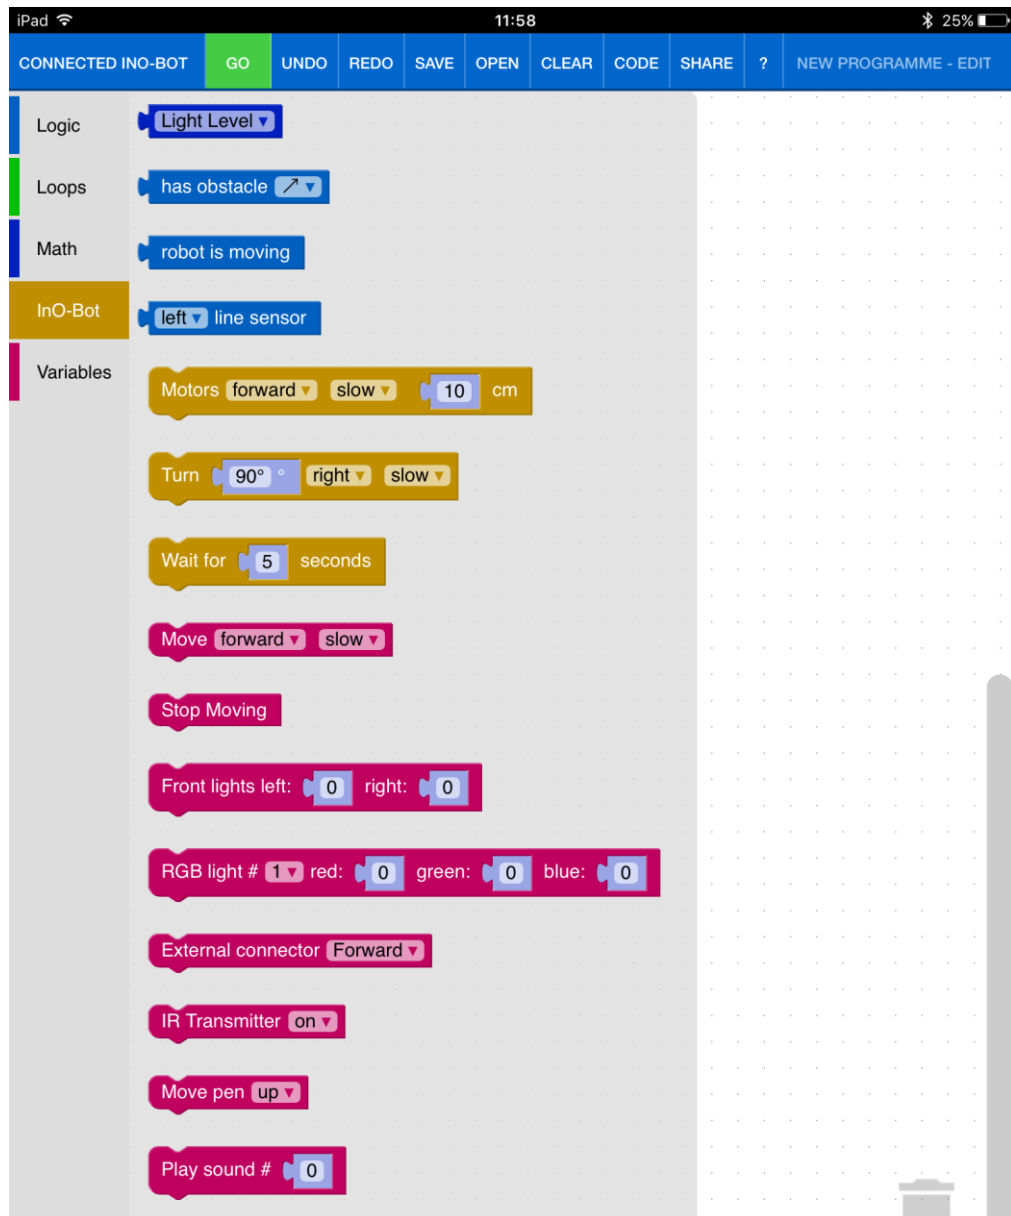 iPad 11:58 25%
CONNECTED INO-BOT GO UNDO REDO SAVE OPEN CLEAR CODE SHARE ? NEW PROGRAMME - EDIT
Logic
Loops
Math
InO-Bot
Variables
Light Level
has obstacle ↗
robot is moving
left line sensor
Motors forward slow 10 cm
Turn 90° ° right slow
Wait for 5 seconds
Move forward slow
Stop Moving
Front lights left: 0 right: 0
RGB light # 1 red: 0 green: 0 blue: 0
External connector Forward
IR Transmitter on
Move pen up
Play sound # 0